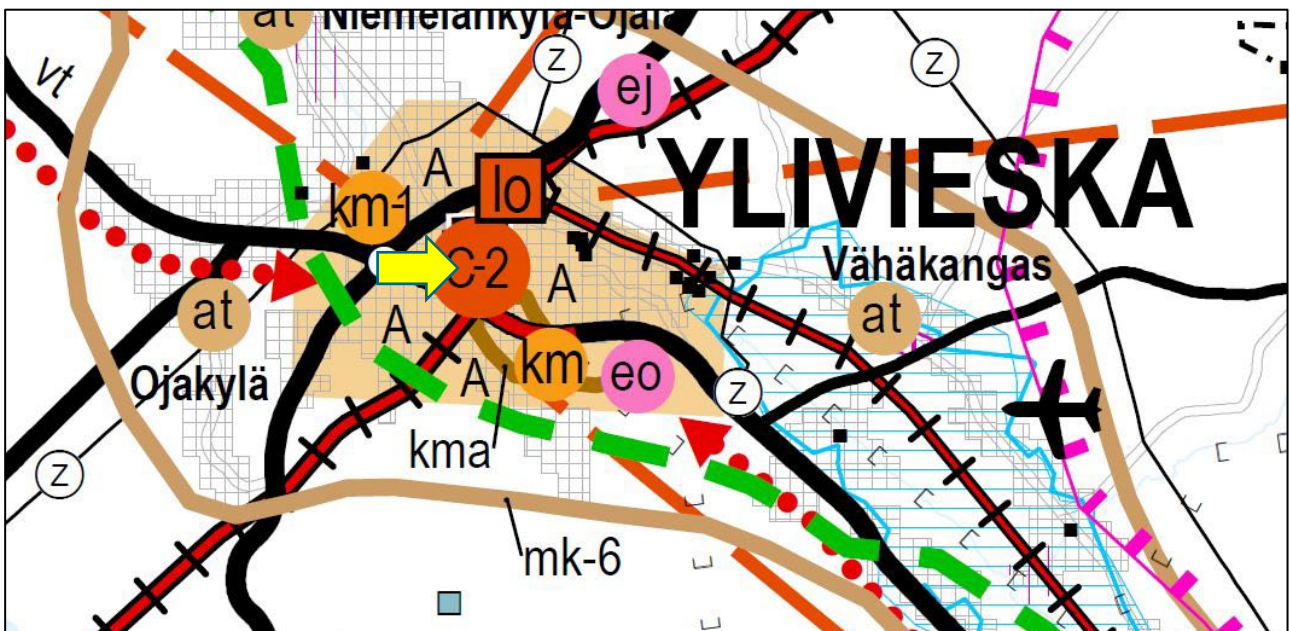 at
Niemelänkylä-Ojala
vt
z
z
ej
YLIVIESKA
A
lo
km-1
C-2
A
Vähäkangas
at
at
A
Ojakylä
km
eo
A
z
kma
z
mk-6